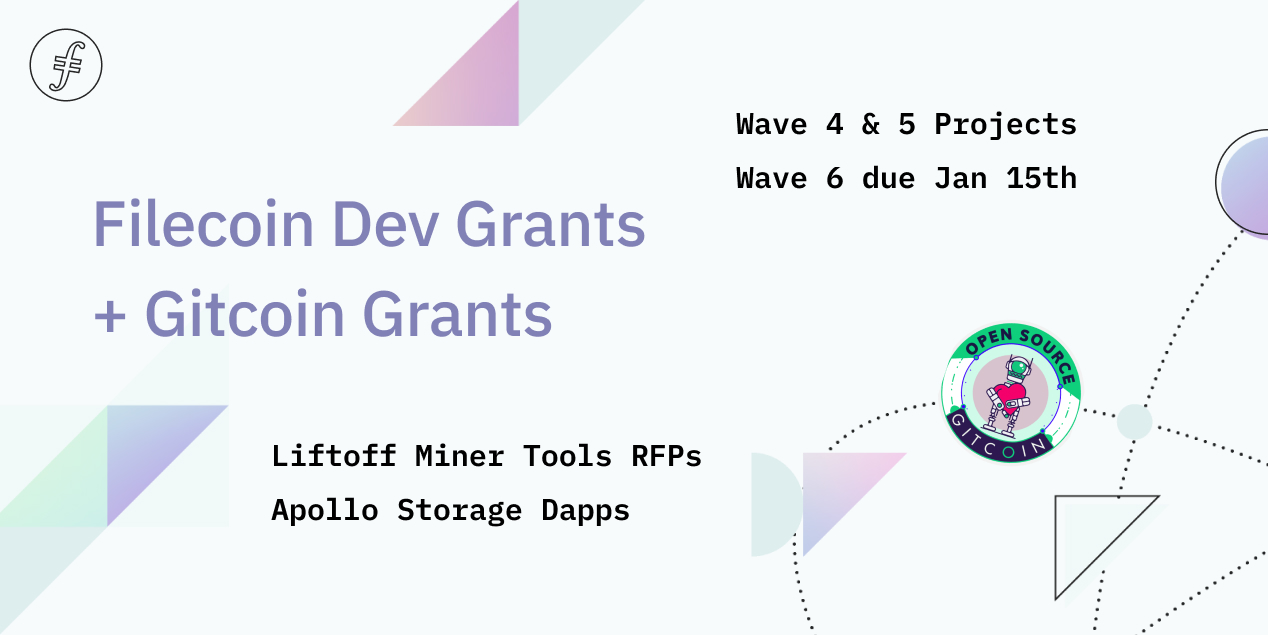 Wave 4 & 5 Projects
Wave 6 due Jan 15th
Filecoin Dev Grants
+ Gitcoin Grants
OPEN SOURCE
GITCOIN
Liftoff Miner Tools RFPs
Apollo Storage Dapps